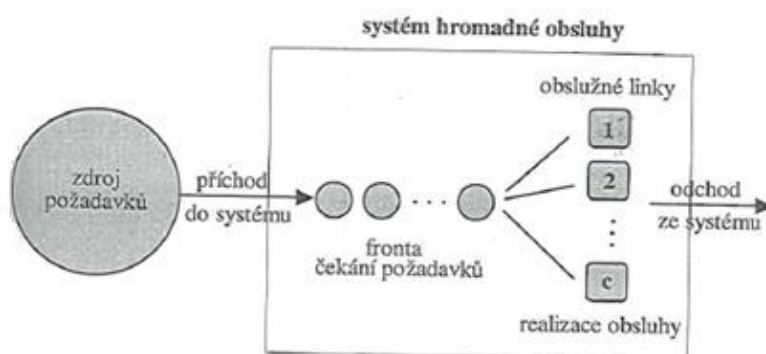 systém hromadné obsluhy
obslužné linky
1
zdroj
požadavků
příchod
do systému
. . .
2
odchod
ze systému
fronta
čekání požadavků
c
realizace obsluhy